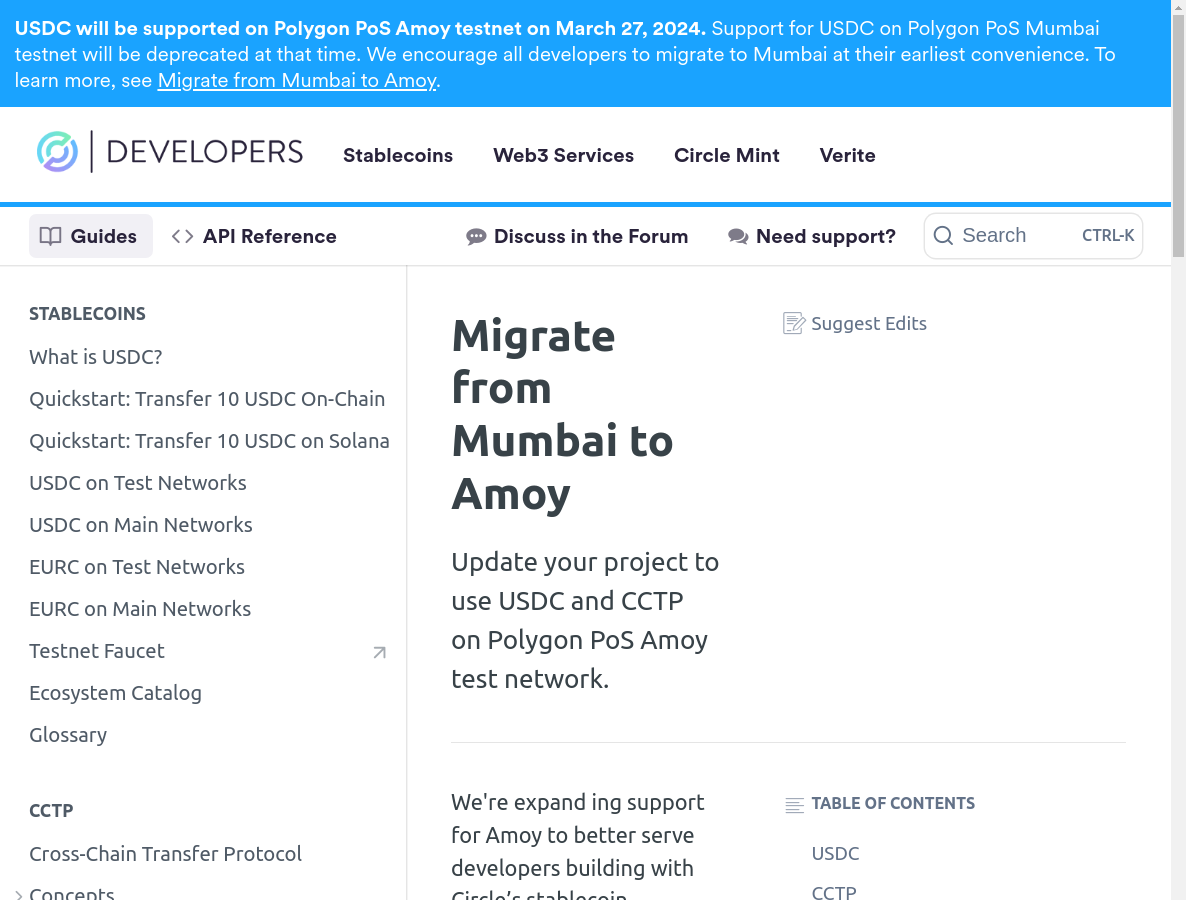 USDC will be supported on Polygon PoS Amoy testnet on March 27, 2024. Support for USDC on Polygon PoS Mumbai
testnet will be deprecated at that time. We encourage all developers to migrate to Mumbai at their earliest convenience. To
learn more, see Migrate from Mumbai to Amoy.
DEVELOPERS
Stablecoins
Web3 Services
Circle Mint
Verite
Guides
API Reference
Discuss in the Forum
Need support?
Search
CTRL-K
STABLECOINS
What is USDC?
Quickstart: Transfer 10 USDC On-Chain
Quickstart: Transfer 10 USDC on Solana
USDC on Test Networks
USDC on Main Networks
EURC on Test Networks
EURC on Main Networks
Testnet Faucet
Ecosystem Catalog
Glossary
CCTP
Cross-Chain Transfer Protocol
Concepts
Migrate
from
Mumbai to
Amoy
Suggest Edits
Update your project to
use USDC and CCTP
on Polygon PoS Amoy
test network.
We're expand ing support
for Amoy to better serve
developers building with
Circle's stablecoin
TABLE OF CONTENTS
USDC
CCTP